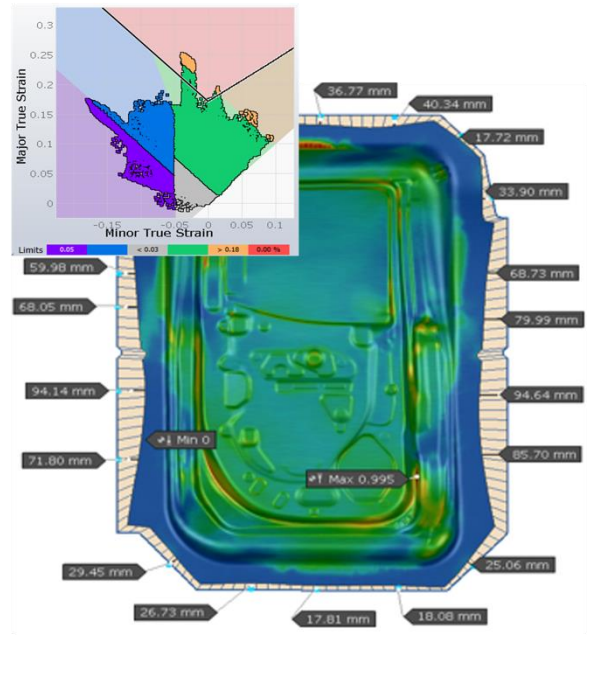 0.3
0.25
0.2
0.15
0.1
0.05
0
Major True Strain
-0.15
-0.05
0
0.05
0.1
Minor True Strain
Limits 0.05 < 0.03 > 0.18 0.00 %
36.77 mm
40.34 mm
17.72 mm
33.90 mm
59.98 mm
68.73 mm
68.05 mm
79.99 mm
94.14 mm
94.64 mm
Min 0
71.80 mm
85.70 mm
Max 0.995
29.45 mm
25.06 mm
26.73 mm
17.81 mm
18.08 mm